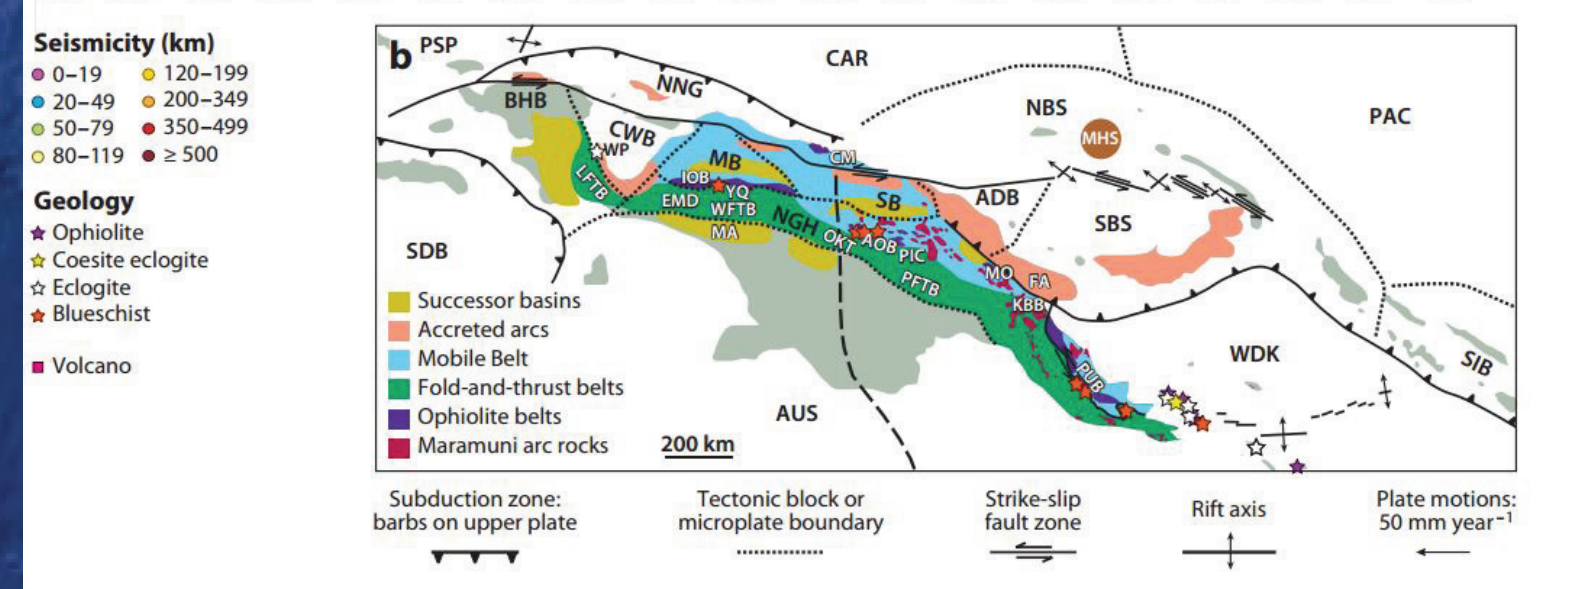 Seismicity (km)
0–19
120–199
20–49
200–349
50–79
350–499
80–119
≥ 500
Geology
Ophiolite
Coesite eclogite
Eclogite
Blueschist
Volcano
b
PSP
CAR
NNG
BHB
CWB
WP
LFTB
MB
CM
IOB
YQ
EMD
WFTB
MA
NGH
SB
OKT
AOB
PIC
PFTB
NBS
MHS
PAC
ADB
SBS
MO
FA
KBB
PUB
SDB
WDK
SIB
AUS
Successor basins
Accreted arcs
Mobile Belt
Fold-and-thrust belts
Ophiolite belts
Maramuni arc rocks
200 km
Subduction zone:
barbs on upper plate
Tectonic block or
microplate boundary
Strike-slip
fault zone
Rift axis
Plate motions:
50 mm year⁻¹